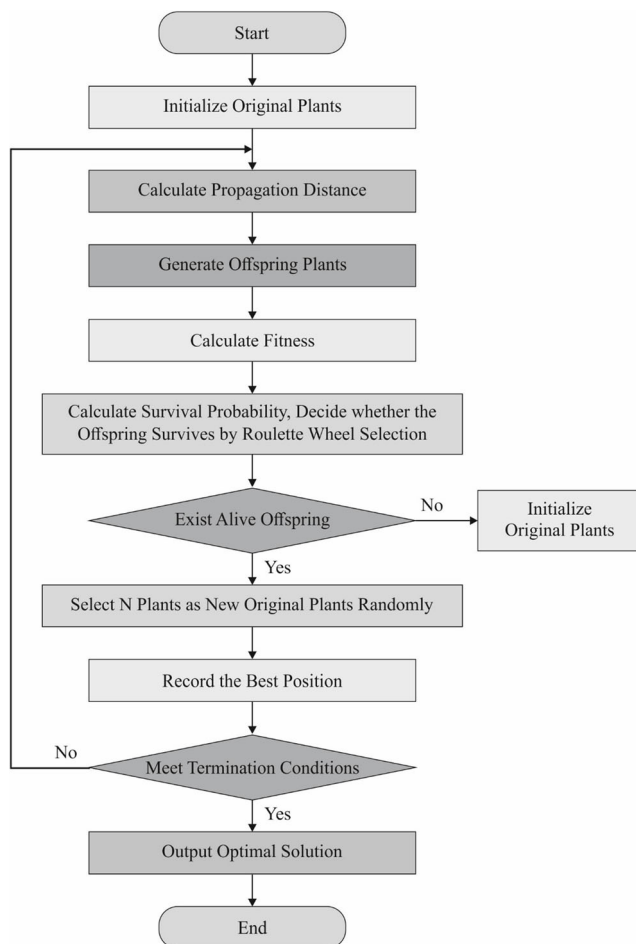 Start
Initialize Original Plants
Calculate Propagation Distance
Generate Offspring Plants
Calculate Fitness
Calculate Survival Probability, Decide whether the
Offspring Survives by Roulette Wheel Selection
Exist Alive Offspring
No
Initialize
Original Plants
Yes
Select N Plants as New Original Plants Randomly
Record the Best Position
No
Meet Termination Conditions
Yes
Output Optimal Solution
End